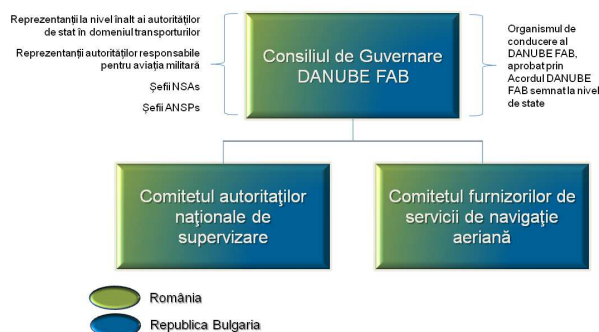 Reprezentanții la nivel înalt ai autorităților
de stat în domeniul transporturilor
Reprezentanții autorităților responsabile
pentru aviația militară
Șefii NSAs
Șefii ANSPs
Consiliul de Guvernare
DANUBE FAB
Organismul de
conducere al
DANUBE FAB,
aprobat prin
Acordul DANUBE
FAB semnat la nivel
de state
Comitetul autoritaților
naționale de
supervizare
Comitetul furnizorilor de
servicii de navigație
aeriană
România
Republica Bulgaria